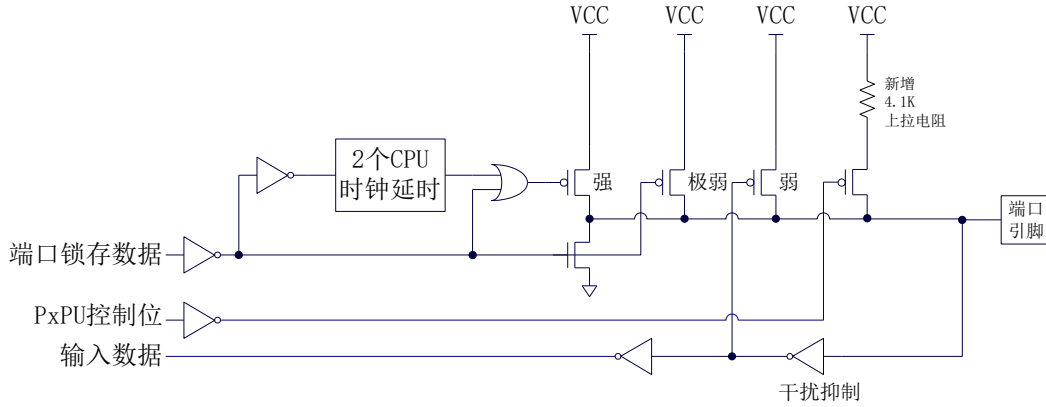 VCC
VCC
VCC
VCC
新增
4.1K
上拉电阻
2个CPU
时钟延时
强
极弱
弱
端口
引脚
端口锁存数据
PxPU控制位
输入数据
干扰抑制